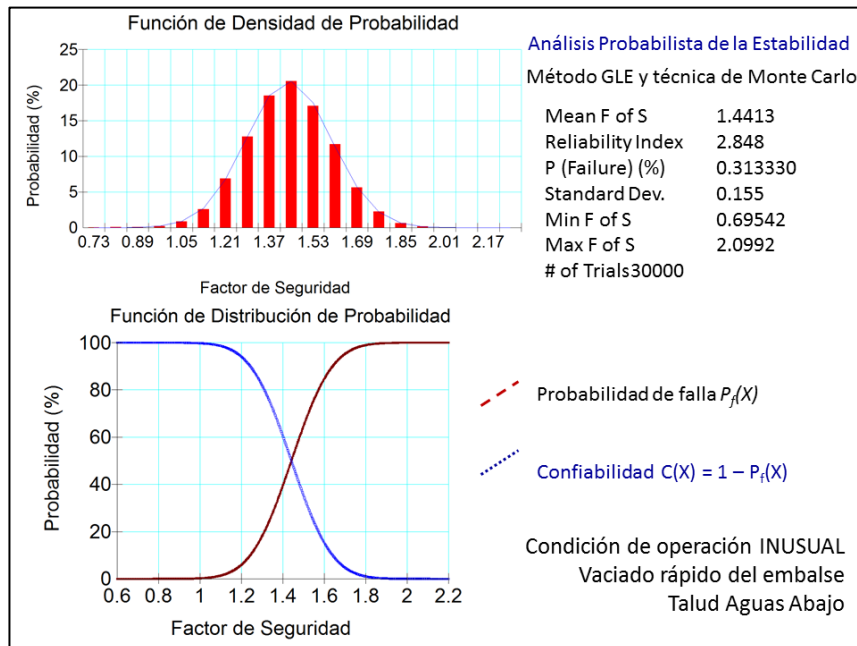 Función de Densidad de Probabilidad
25
20
15
10
5
0
Probabilidad (%)
0.73 0.89 1.05 1.21 1.37 1.53 1.69 1.85 2.01 2.17
Factor de Seguridad
Análisis Probabilista de la Estabilidad
Método GLE y técnica de Monte Carlo
Mean F of S 1.4413
Reliability Index 2.848
P (Failure) (%) 0.313330
Standard Dev. 0.155
Min F of S 0.69542
Max F of S 2.0992
# of Trials30000
Función de Distribución de Probabilidad
100
80
60
40
20
0
Probabilidad (%)
0.6 0.8 1 1.2 1.4 1.6 1.8 2 2.2
Factor de Seguridad
Probabilidad de falla Pf(X)
Confiabilidad C(X) = 1 – Pf(X)
Condición de operación INUSUAL
Vaciado rápido del embalse
Talud Aguas Abajo